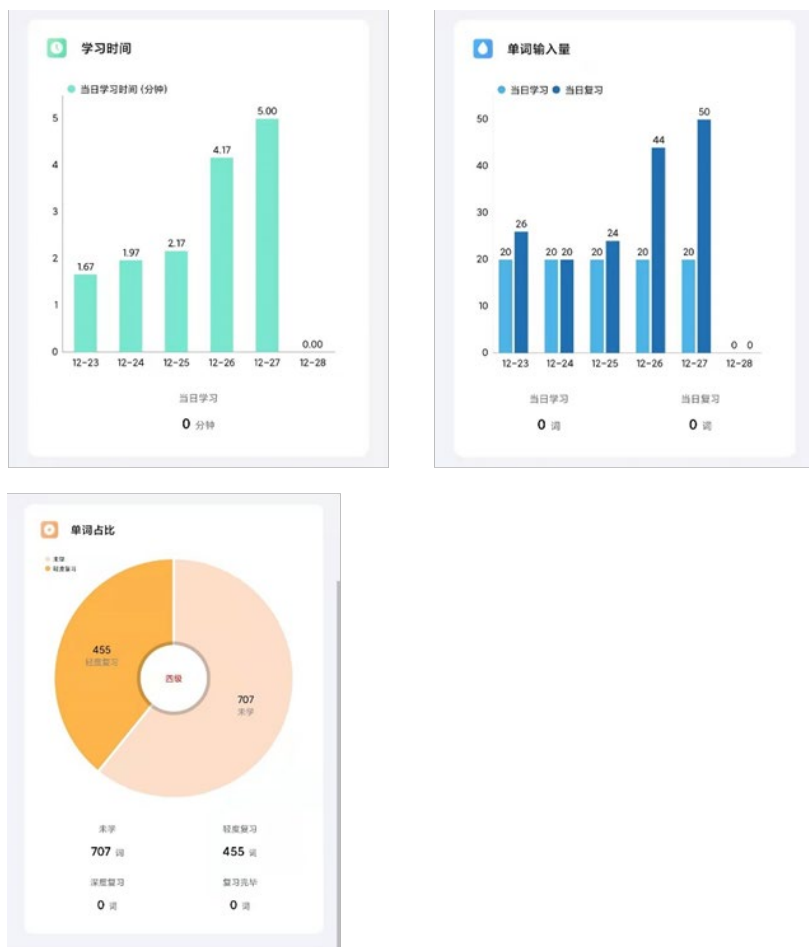 学习时间
当日学习时间 (分钟)
5
4
3
2
1
0
1.67
1.97
2.17
4.17
5.00
0.00
12-23 12-24 12-25 12-26 12-27 12-28
当日学习
0 分钟
单词输入量
当日学习 当日复习
50
40
30
20
10
0
20 26
20 20
20 24
20 44
20 50
0 0
12-23 12-24 12-25 12-26 12-27 12-28
当日学习 当日复习
0 词 0 词
单词占比
未学
轻度复习
455
轻度复习
四级
707
未学
未学 轻度复习
707 词 455 词
深度复习 复习完毕
0 词 0 词